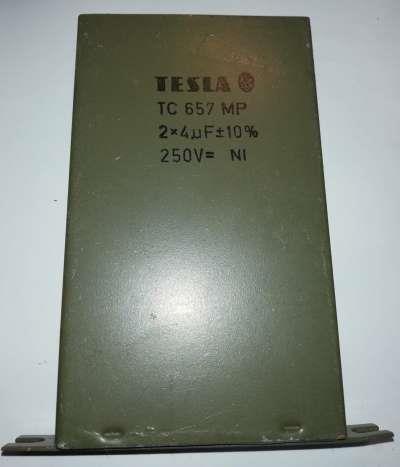 TESLA
TC 657 MP
2×4μF±10%
250V= NI